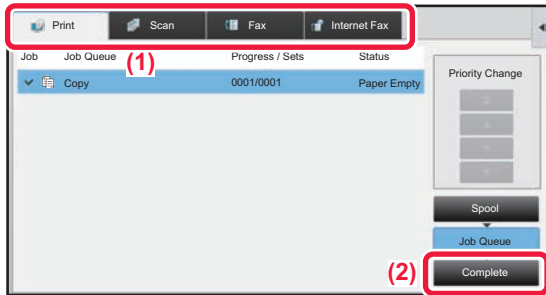 Print Scan Fax Internet Fax
Job Job Queue Progress / Sets Status
(1)
Copy 0001/0001 Paper Empty
Priority Change
Spool
Job Queue
(2) Complete